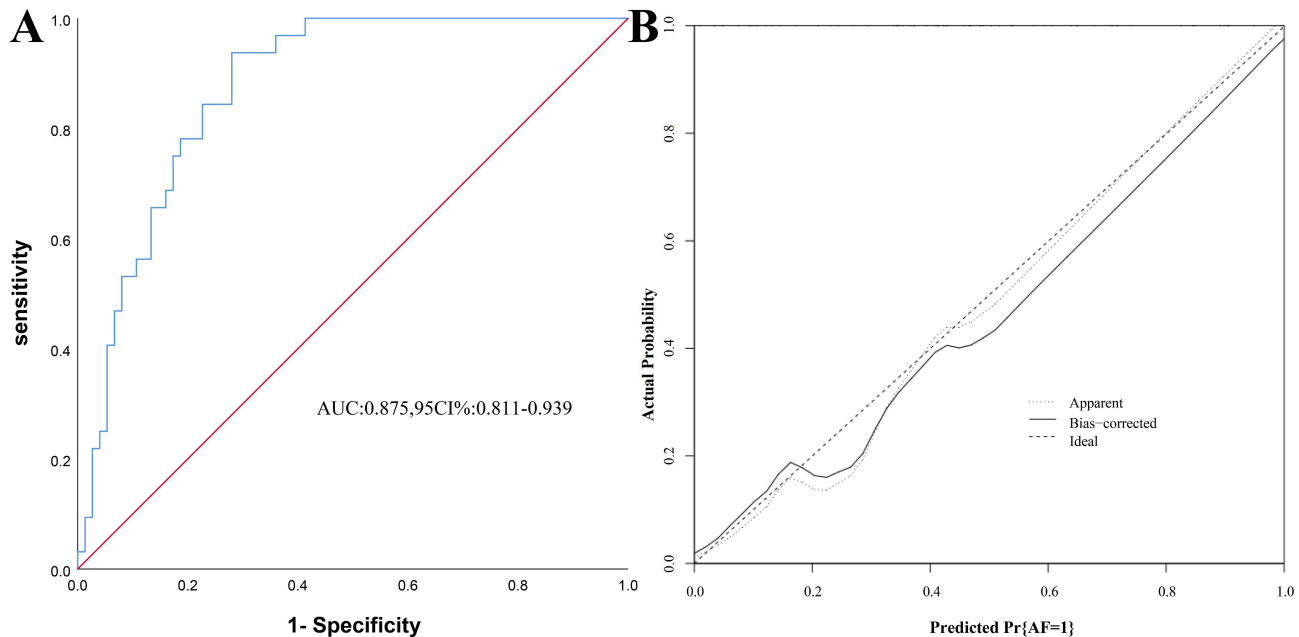 A
1.0
0.8
0.6
0.4
0.2
0.0
sensitivity
AUC:0.875,95CI%:0.811-0.939
0.0
0.2
0.4
0.6
0.8
1.0
1- Specificity
B
1.0
0.8
0.6
0.4
0.2
0.0
Actual Probability
Apparent
Bias−corrected
Ideal
0.0
0.2
0.4
0.6
0.8
1.0
Predicted Pr{AF=1}